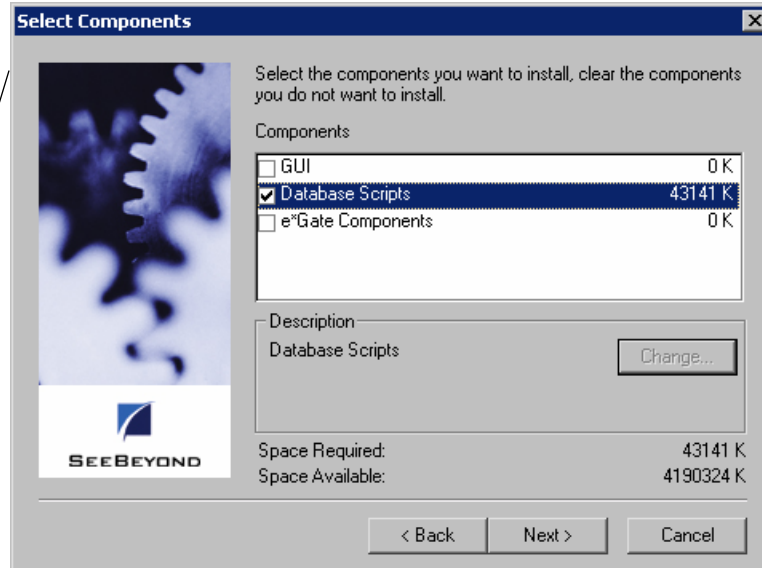 Select Components
Select the components you want to install, clear the components
you do not want to install.
Components
GUI 0 K
Database Scripts 43141 K
e*Gate Components 0 K
Description
Database Scripts
Change...
SEEBEYOND
Space Required: 43141 K
Space Available: 4190324 K
< Back Next > Cancel